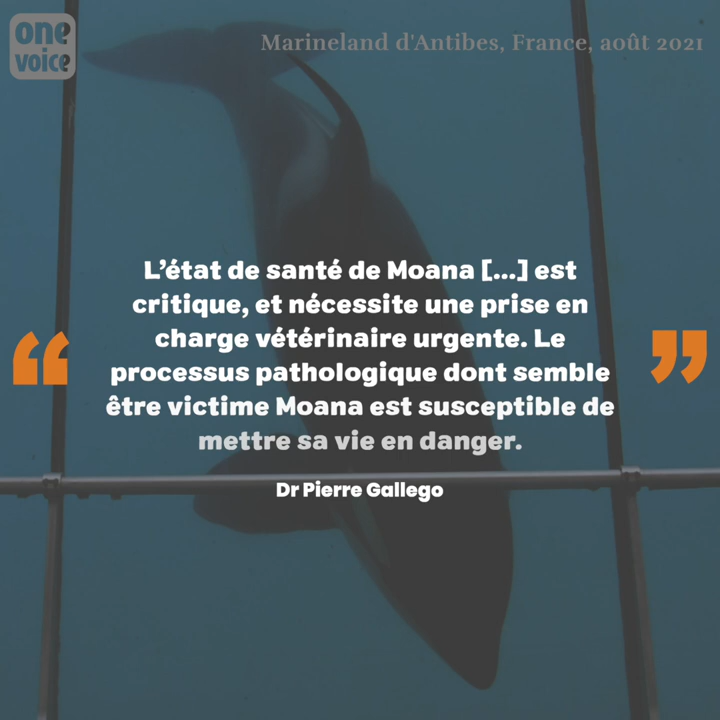 one
voice
Marineland d'Antibes, France, août 2021
L’état de santé de Moana [...] est
critique, et nécessite une prise en
charge vétérinaire urgente. Le
processus pathologique dont semble
être victime Moana est susceptible de
mettre sa vie en danger.
“ ”
Dr Pierre Gallego